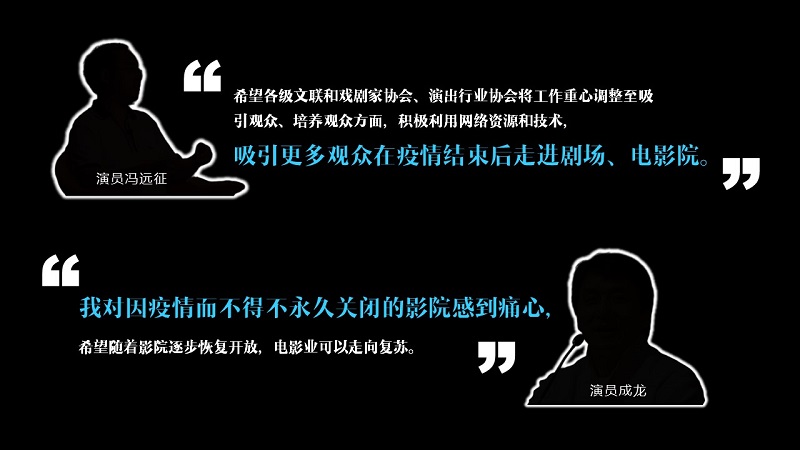 希望各级文联和戏剧家协会、演出行业协会将工作重心调整至吸
引观众、培养观众方面，积极利用网络资源和技术，
吸引更多观众在疫情结束后走进剧场、电影院。
演员冯远征
我对因疫情而不得不永久关闭的影院感到痛心，
希望随着影院逐步恢复开放，电影业可以走向复苏。
演员成龙